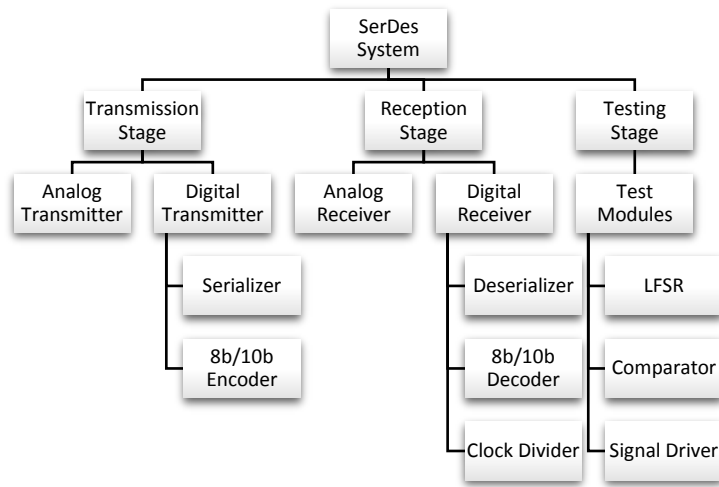 SerDes
System
Transmission
Stage
Reception
Stage
Testing
Stage
Analog
Transmitter
Digital
Transmitter
Analog
Receiver
Digital
Receiver
Test
Modules
Serializer
Deserializer
LFSR
8b/10b
Encoder
8b/10b
Decoder
Comparator
Clock Divider
Signal Driver